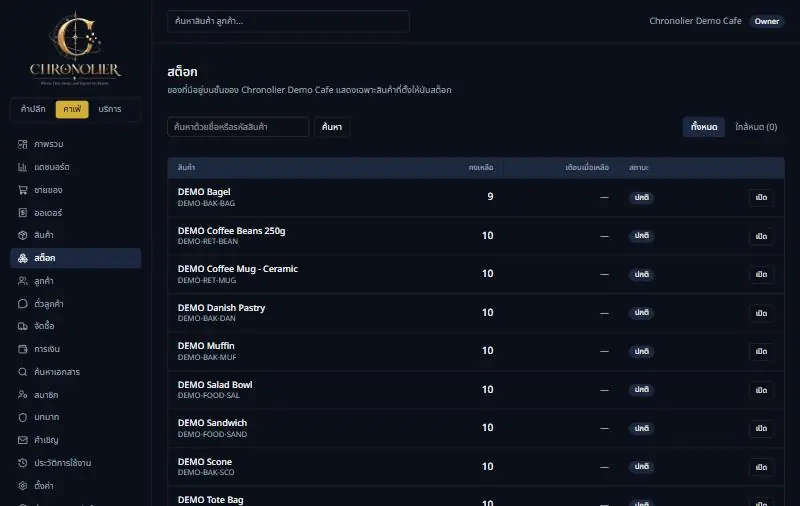 CHRONOLIER
ค้าปลีก
คาเฟ่
บริการ
ภาพรวม
แดชบอร์ด
ขายของ
ออเดอร์
สินค้า
สต็อก
ลูกค้า
ตั๋วลูกค้า
จัดซื้อ
การเงิน
ค้นหาเอกสาร
สมาชิก
บทบาท
คำเชิญ
ประวัติการใช้งาน
ตั้งค่า
ค้นหาสินค้า ลูกค้า...
Chronolier Demo Cafe Owner
สต็อก
ของที่มีอยู่บนชั้นของ Chronolier Demo Cafe แสดงเฉพาะสินค้าที่ตั้งให้นับสต็อก
ค้นหาด้วยชื่อหรือรหัสสินค้า ค้นหา ทั้งหมด ใกล้หมด (0)
สินค้า คงเหลือ เตือนเมื่อเหลือ สถานะ
DEMO Bagel
DEMO-BAK-BAG
9 — ปกติ เปิด
DEMO Coffee Beans 250g
DEMO-RET-BEAN
10 — ปกติ เปิด
DEMO Coffee Mug - Ceramic
DEMO-RET-MUG
10 — ปกติ เปิด
DEMO Danish Pastry
DEMO-BAK-DAN
10 — ปกติ เปิด
DEMO Muffin
DEMO-BAK-MUF
10 — ปกติ เปิด
DEMO Salad Bowl
DEMO-FOOD-SAL
10 — ปกติ เปิด
DEMO Sandwich
DEMO-FOOD-SAND
10 — ปกติ เปิด
DEMO Scone
DEMO-BAK-SCO
10 — ปกติ เปิด
DEMO Tote Bag
10 — ปกติ เปิด